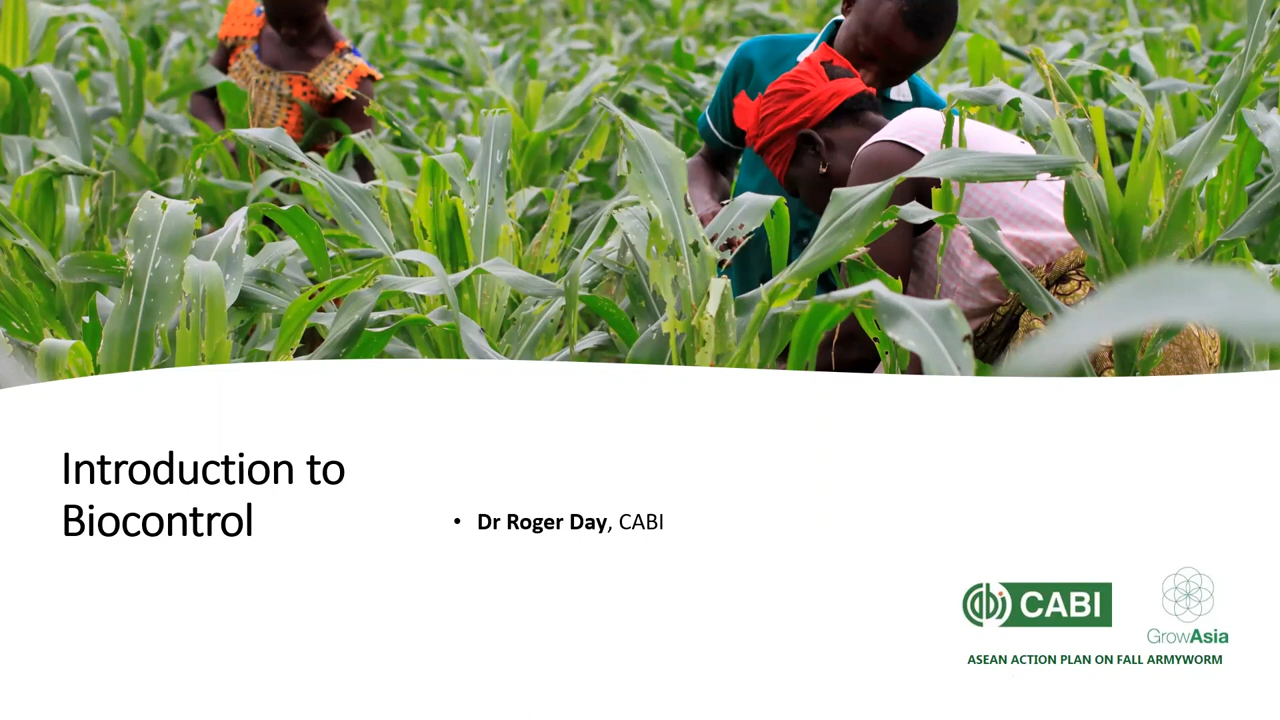 Introduction to
Biocontrol
• Dr Roger Day, CABI
CABI
GrowAsia
ASEAN ACTION PLAN ON FALL ARMYWORM